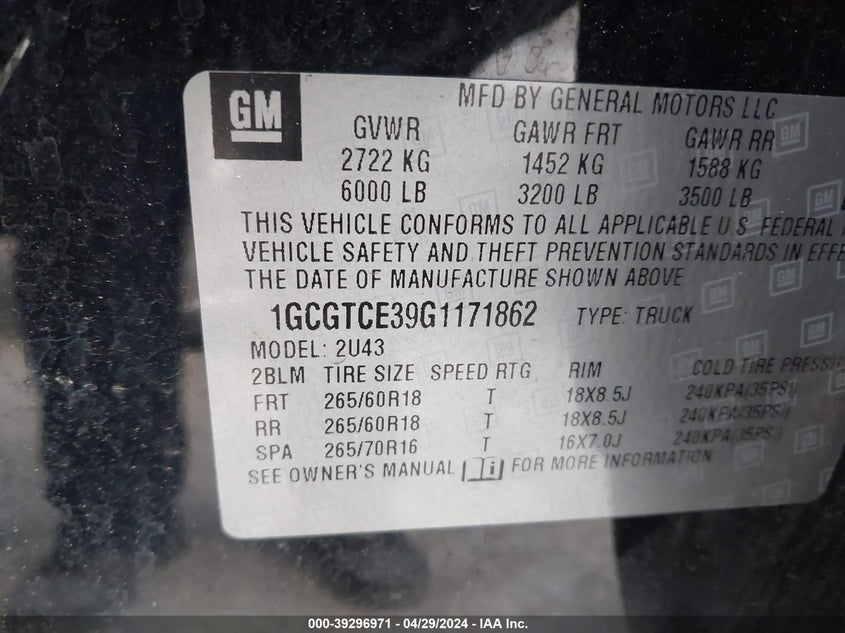 GM
MFD BY GENERAL MOTORS LLC
GVWR GAWR FRT GAWR RR
2722 KG 1452 KG 1588 KG
6000 LB 3200 LB 3500 LB
THIS VEHICLE CONFORMS TO ALL APPLICABLE U.S. FEDERAL
VEHICLE SAFETY AND THEFT PREVENTION STANDARDS IN EFFE
THE DATE OF MANUFACTURE SHOWN ABOVE.
1GCGTCE39G1171862 TYPE: TRUCK
MODEL: 2U43
2BLM TIRE SIZE SPEED RTG RIM COLD TIRE PRESSU
FRT 265/60R18 T 18X8.5J 240KPA(35PSI)
RR 265/60R18 T 18X8.5J 240KPA(35PSI)
SPA 265/70R16 T 16X7.0J 240KPA(35PSI)
SEE OWNER'S MANUAL FOR MORE INFORMATION
000-39296971 - 04/29/2024 - IAA Inc.